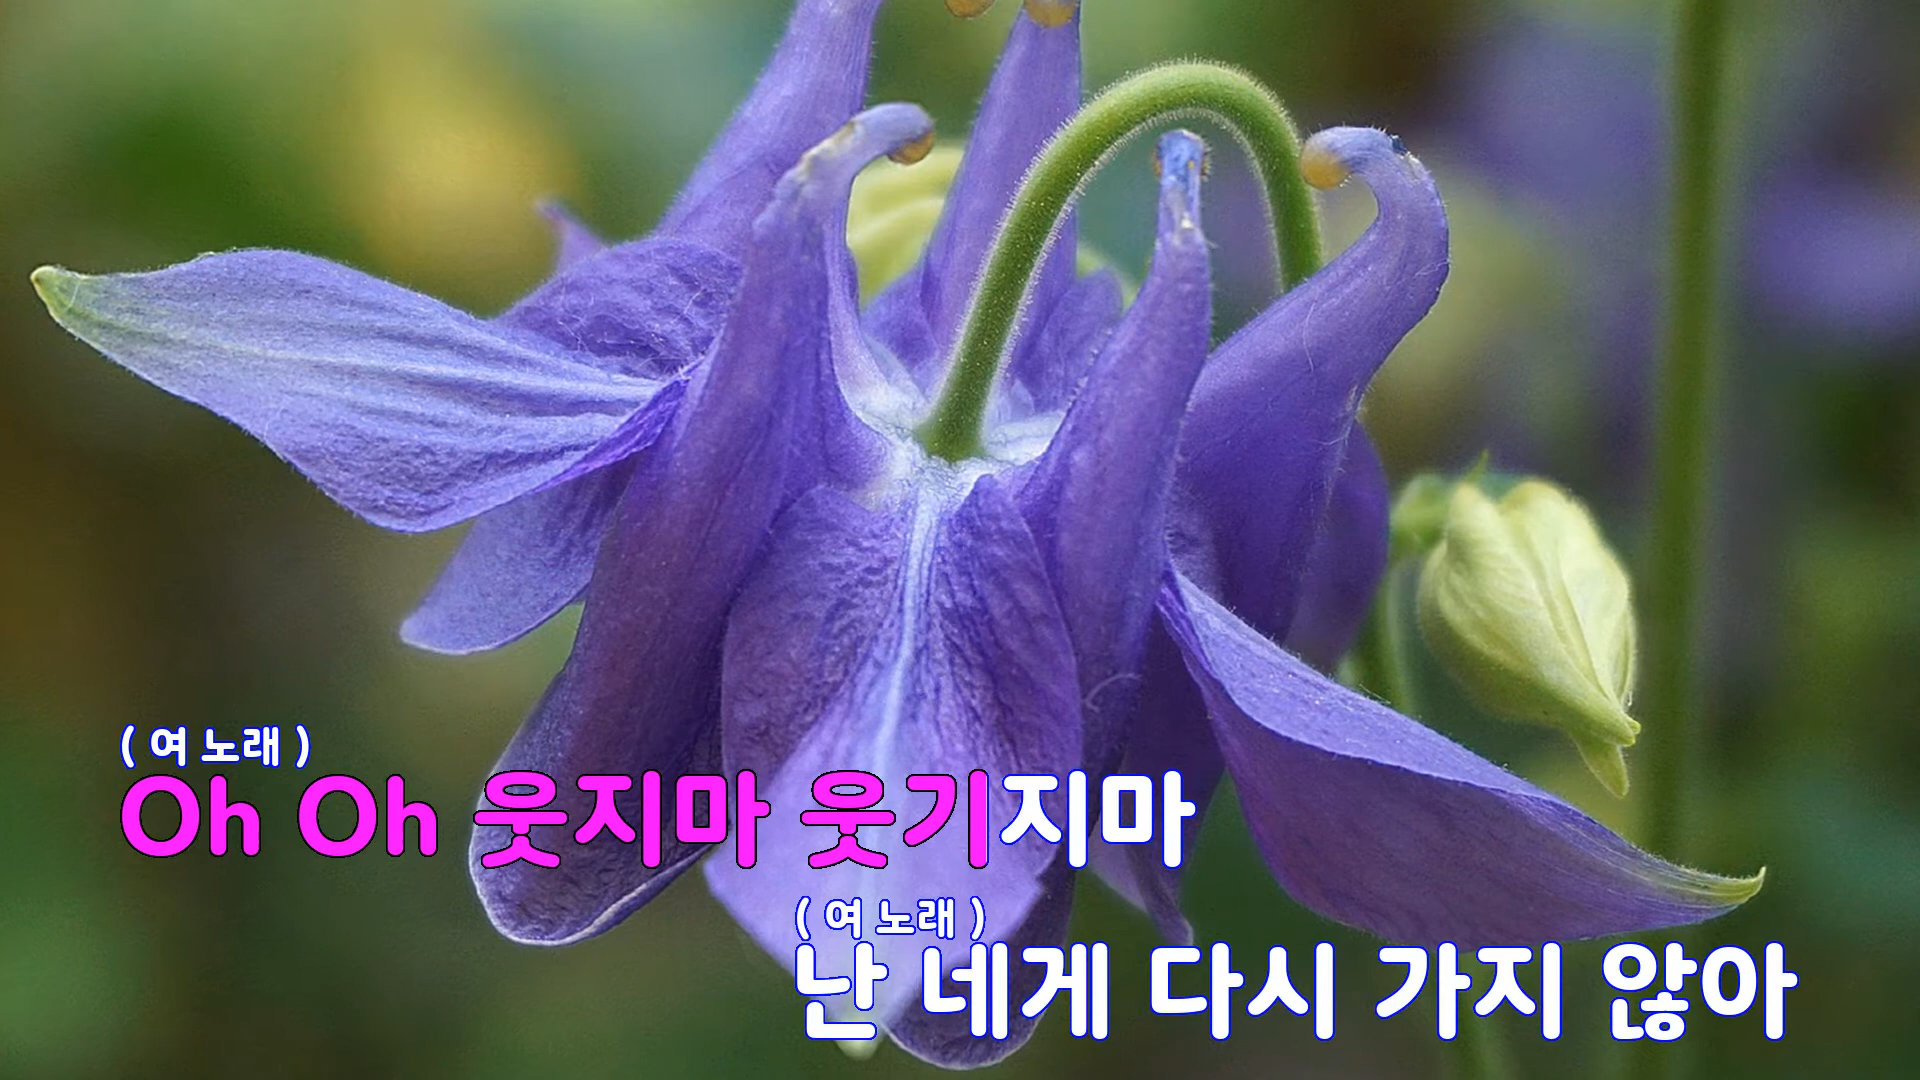 ( 여 노래 )
Oh Oh 웃지마 웃기지마
( 여 노래 )
난 네게 다시 가지 않아